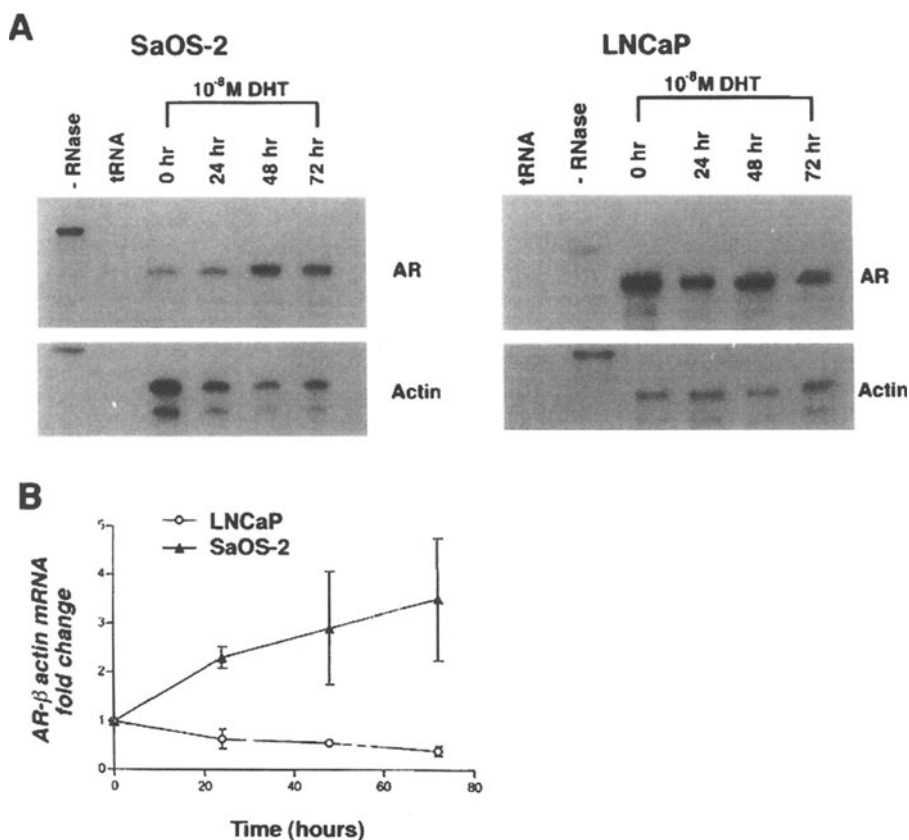 A
SaOS-2
10⁻⁸M DHT
- RNase
tRNA
0 hr
24 hr
48 hr
72 hr
AR
Actin
LNCaP
10⁻⁸M DHT
tRNA
- RNase
0 hr
24 hr
48 hr
72 hr
AR
Actin
B
LNCaP
SaOS-2
AR-β actin mRNA
fold change
5
4
3
2
1
0
0 20 40 60 80
Time (hours)